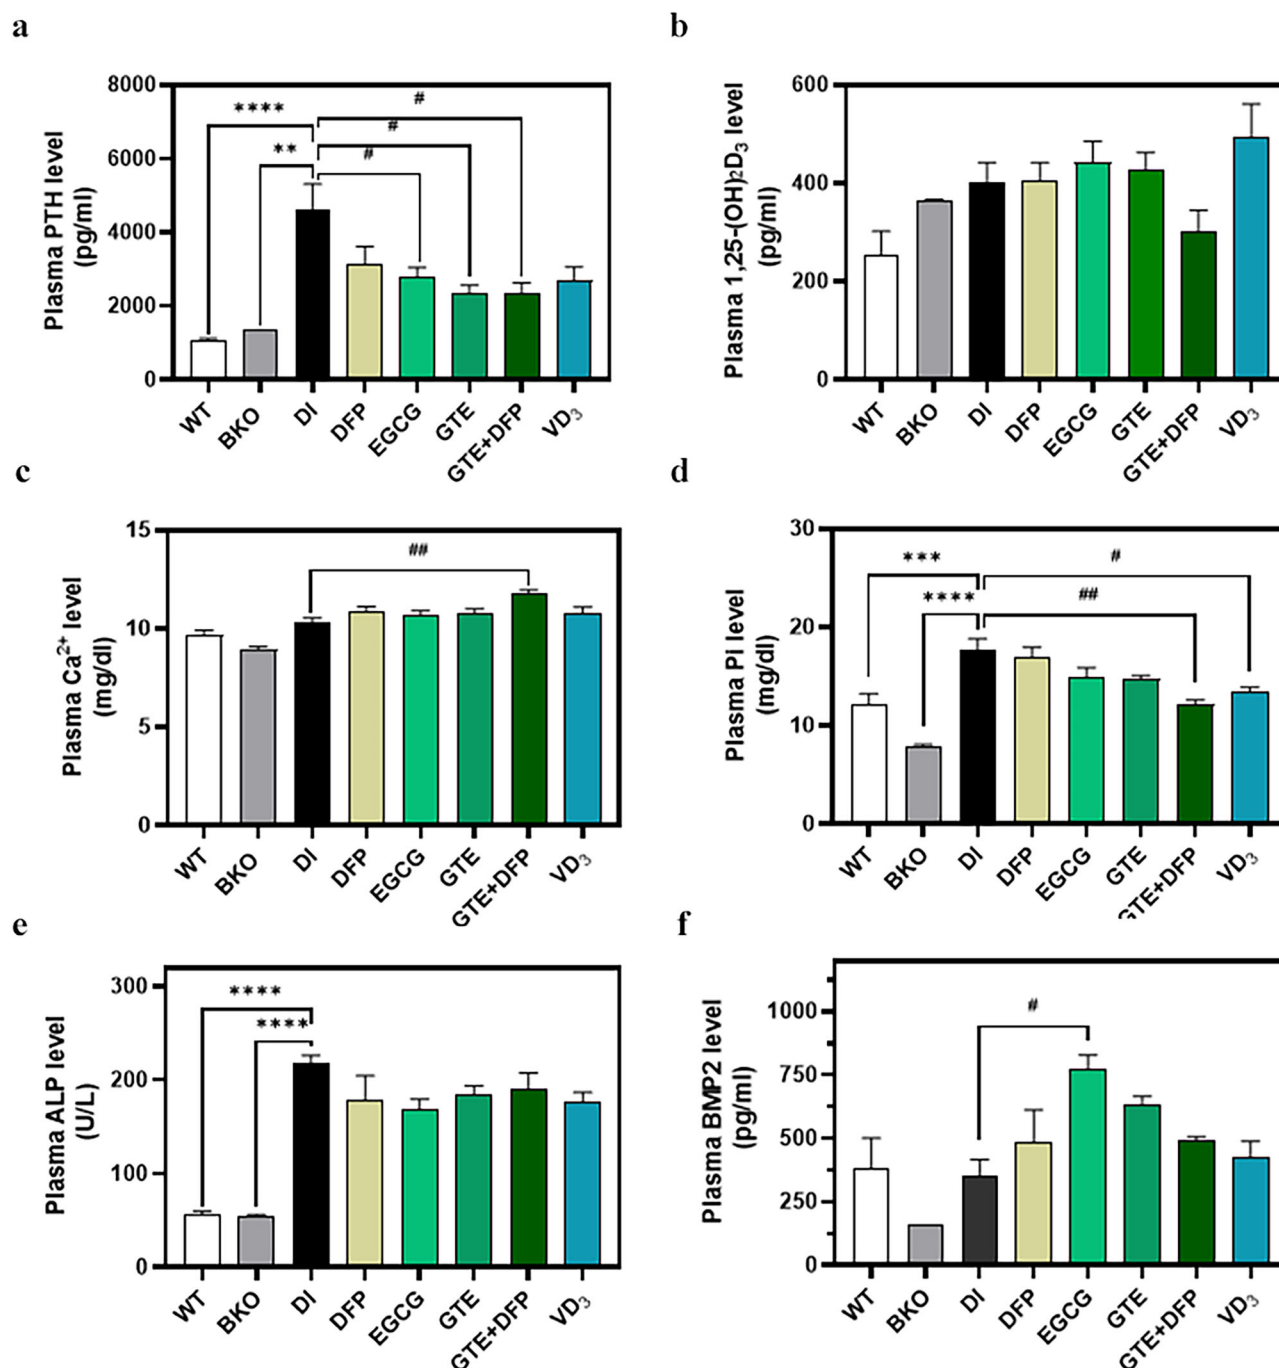 a
Plasma PTH level
(pg/ml)
8000
6000
4000
2000
0
****
**
#
#
#
WT
BKO
DI
DFP
EGCG
GTE
GTE+DFP
VD₃
b
Plasma 1,25-(OH)₂D₃ level
(pg/ml)
600
400
200
0
WT
BKO
DI
DFP
EGCG
GTE
GTE+DFP
VD₃
c
Plasma Ca²⁺ level
(mg/dl)
15
10
5
0
##
WT
BKO
DI
DFP
EGCG
GTE
GTE+DFP
VD₃
d
Plasma PI level
(mg/dl)
30
20
10
0
***
****
#
##
WT
BKO
DI
DFP
EGCG
GTE
GTE+DFP
VD₃
e
Plasma ALP level
(U/L)
300
200
100
0
****
****
WT
BKO
DI
DFP
EGCG
GTE
GTE+DFP
VD₃
f
Plasma BMP2 level
(pg/ml)
1000
750
500
250
0
#
WT
BKO
DI
DFP
EGCG
GTE
GTE+DFP
VD₃